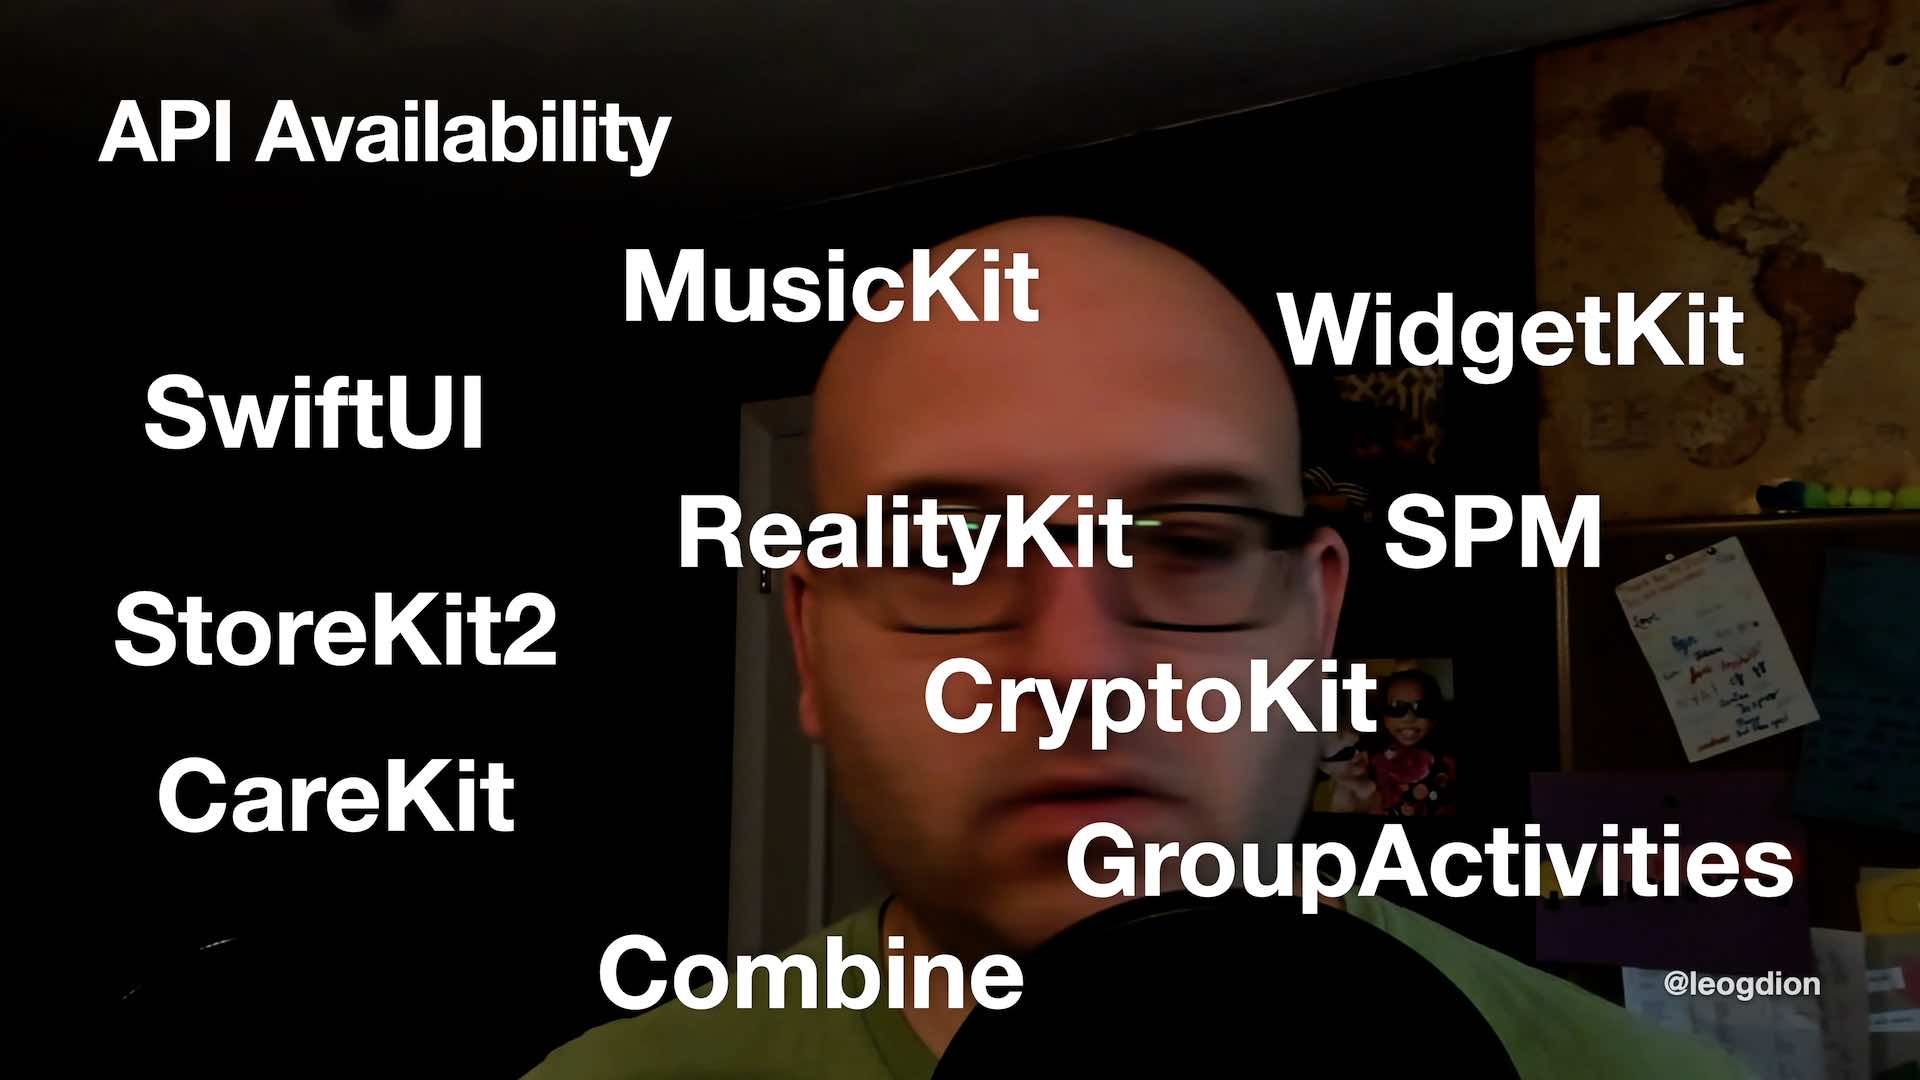 API Availability
MusicKit
WidgetKit
SwiftUI
RealityKit
SPM
StoreKit2
CryptoKit
CareKit
GroupActivities
Combine
@leogdion